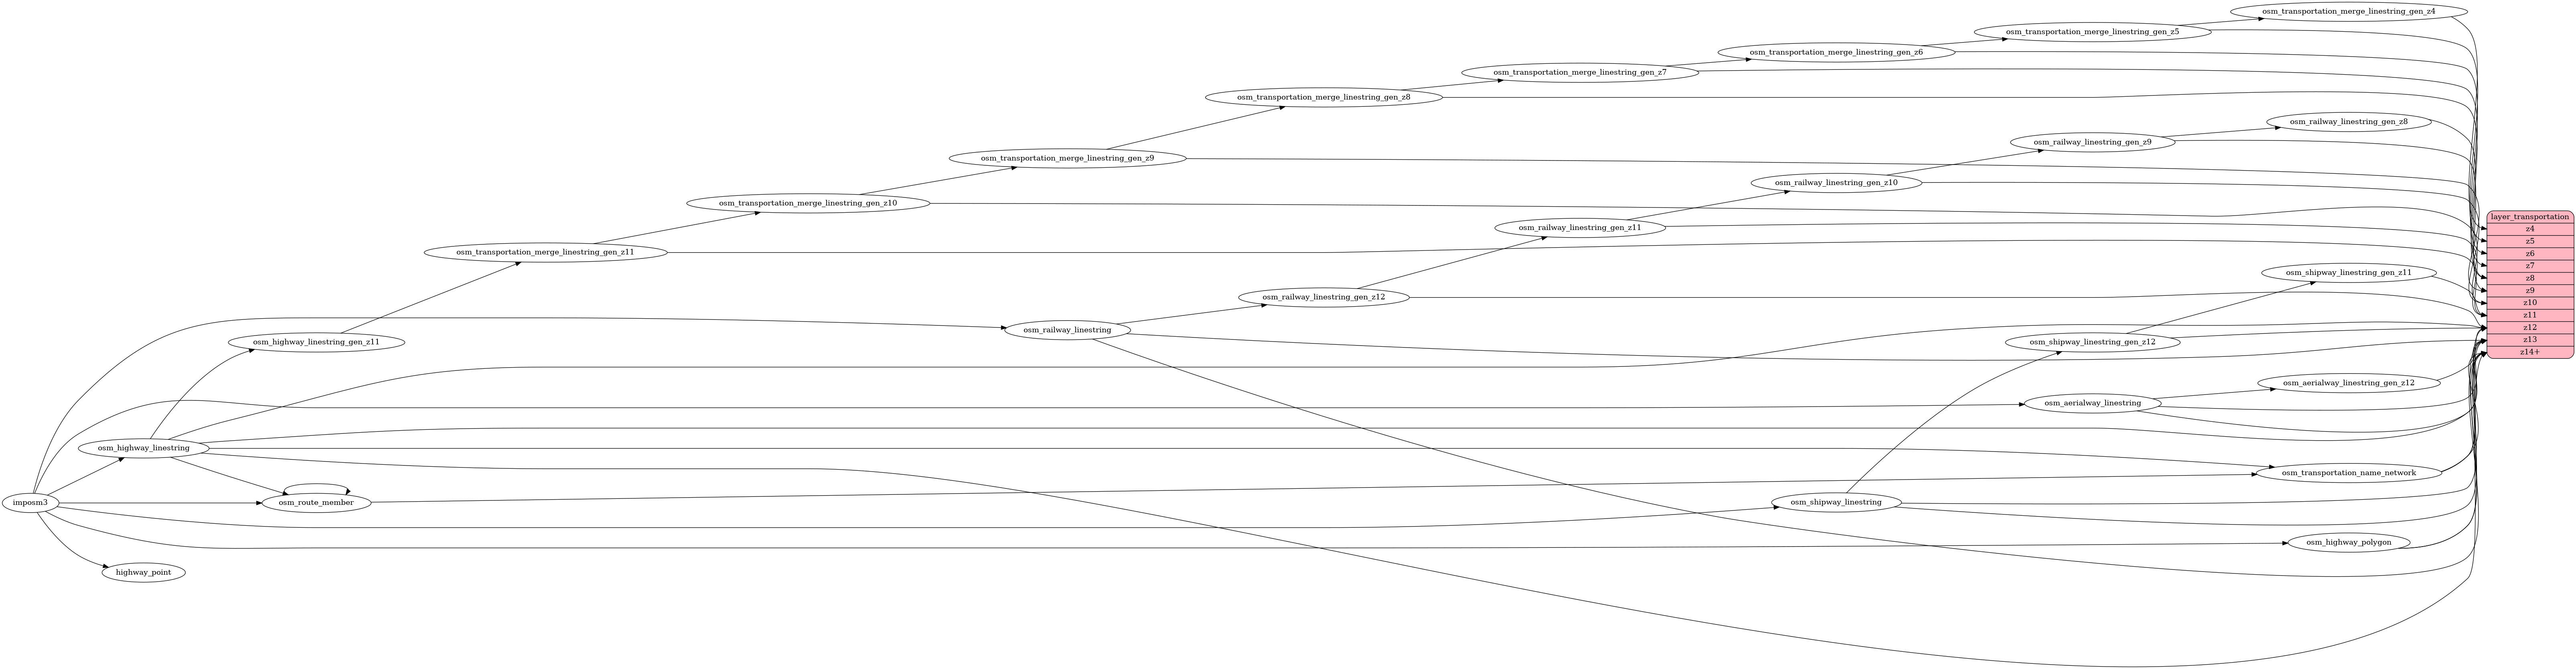 osm_transportation_merge_linestring_gen_z4
osm_transportation_merge_linestring_gen_z5
osm_transportation_merge_linestring_gen_z6
osm_transportation_merge_linestring_gen_z7
osm_transportation_merge_linestring_gen_z8
osm_railway_linestring_gen_z8
osm_railway_linestring_gen_z9
osm_transportation_merge_linestring_gen_z9
osm_railway_linestring_gen_z10
osm_transportation_merge_linestring_gen_z10
layer_transportation
z4
z5
z6
z7
z8
z9
z10
z11
z12
z13
z14+
osm_railway_linestring_gen_z11
osm_transportation_merge_linestring_gen_z11
osm_shipway_linestring_gen_z11
osm_railway_linestring_gen_z12
osm_railway_linestring
osm_highway_linestring_gen_z11
osm_shipway_linestring_gen_z12
osm_aerialway_linestring_gen_z12
osm_aerialway_linestring
osm_highway_linestring
osm_transportation_name_network
imposm3
osm_route_member
osm_shipway_linestring
osm_highway_polygon
highway_point